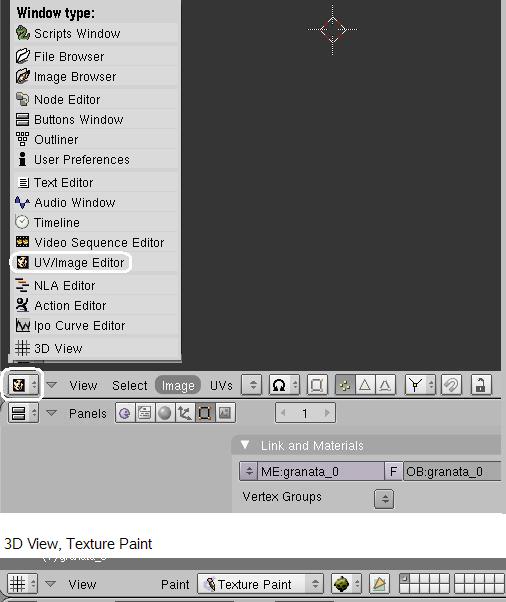 Window type:
Scripts Window
File Browser
Image Browser
Node Editor
Buttons Window
Outliner
User Preferences
Text Editor
Audio Window
Timeline
Video Sequence Editor
UV/Image Editor
NLA Editor
Action Editor
Ipo Curve Editor
3D View
View Select Image UVs
Panels 1
Link and Materials
ME:granata_0 F OB:granata_0
Vertex Groups
3D View, Texture Paint
(1) granata_0
View Paint Texture Paint